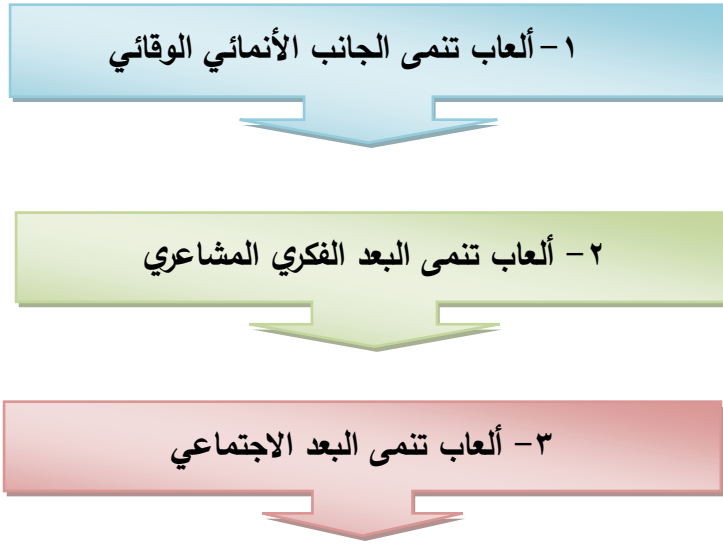 ١- ألعاب تنمى الجانب الأنمائي الوقائي
٢- ألعاب تنمى البعد الفكري المشاعري
٣- ألعاب تنمى البعد الاجتماعي